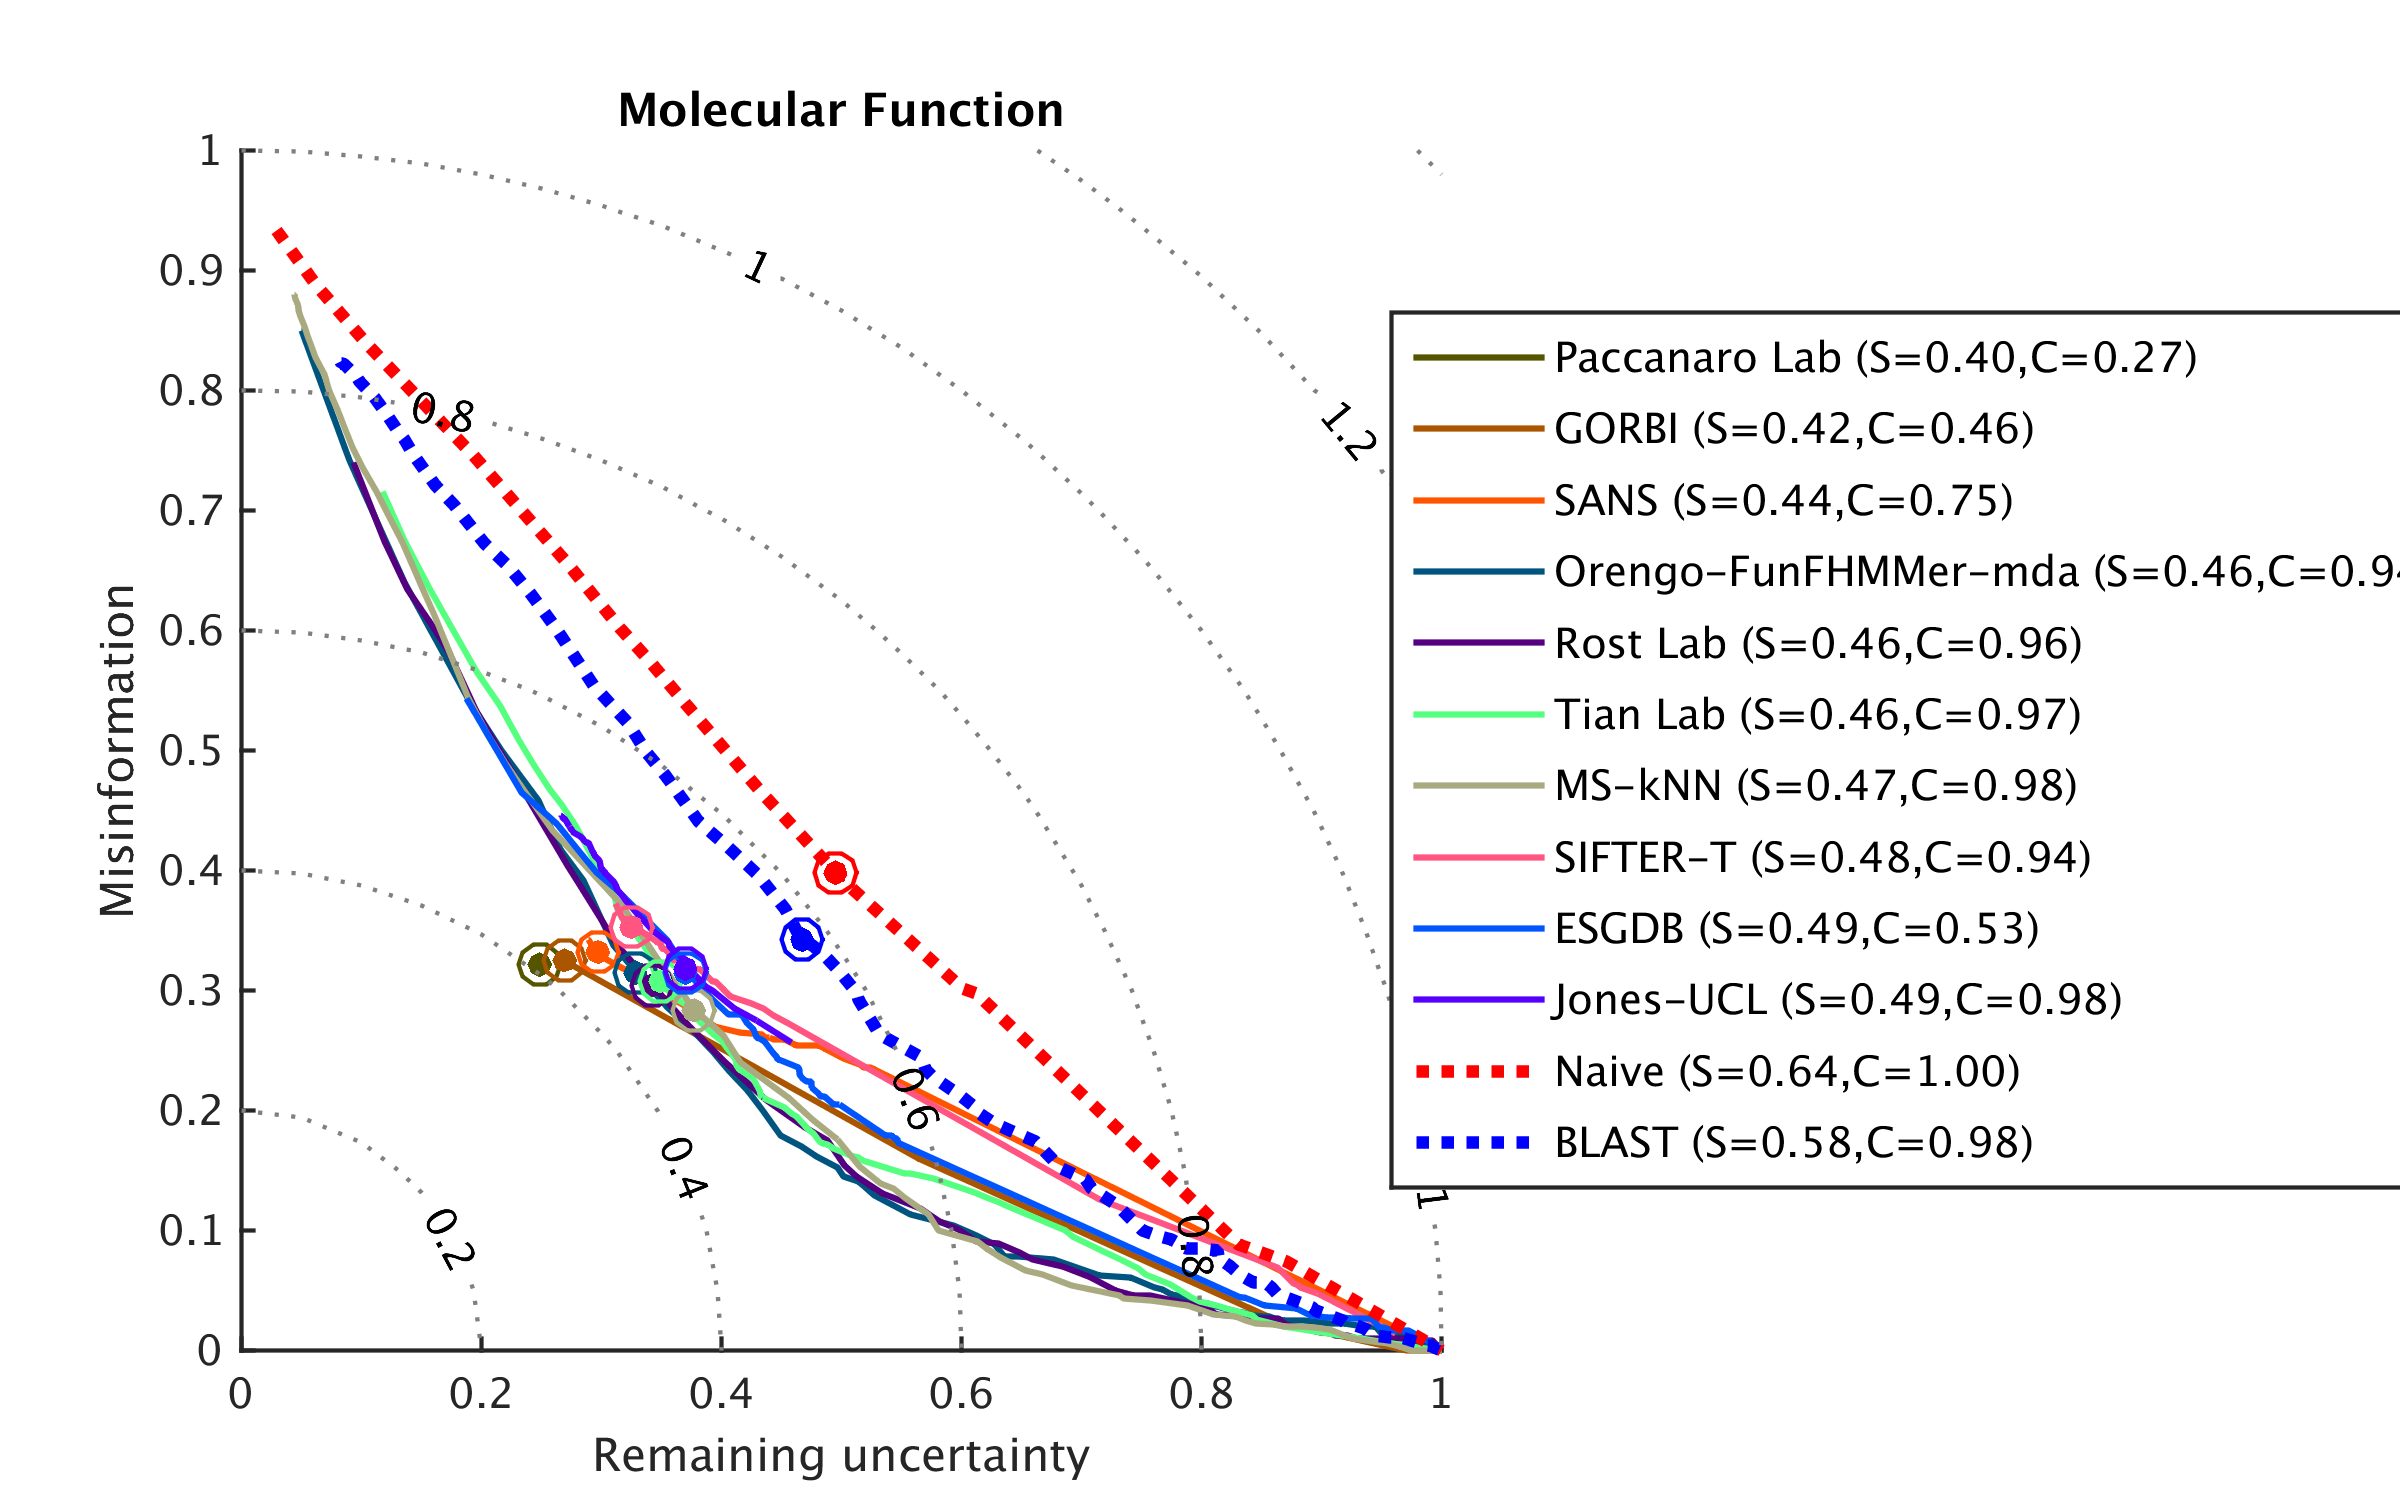 Molecular Function
1
0.9
0.8
0.7
0.6
0.5
0.4
0.3
0.2
0.1
0
Misinformation
0
0.2
0.4
0.6
0.8
1
Remaining uncertainty
1
0.8
1.2
0.6
0.4
0.2
0.8
1
Paccanaro Lab (S=0.40,C=0.27)
GORBI (S=0.42,C=0.46)
SANS (S=0.44,C=0.75)
Orengo-FunFHMMer-mda (S=0.46,C=0.94
Rost Lab (S=0.46,C=0.96)
Tian Lab (S=0.46,C=0.97)
MS-kNN (S=0.47,C=0.98)
SIFTER-T (S=0.48,C=0.94)
ESGDB (S=0.49,C=0.53)
Jones-UCL (S=0.49,C=0.98)
Naive (S=0.64,C=1.00)
BLAST (S=0.58,C=0.98)